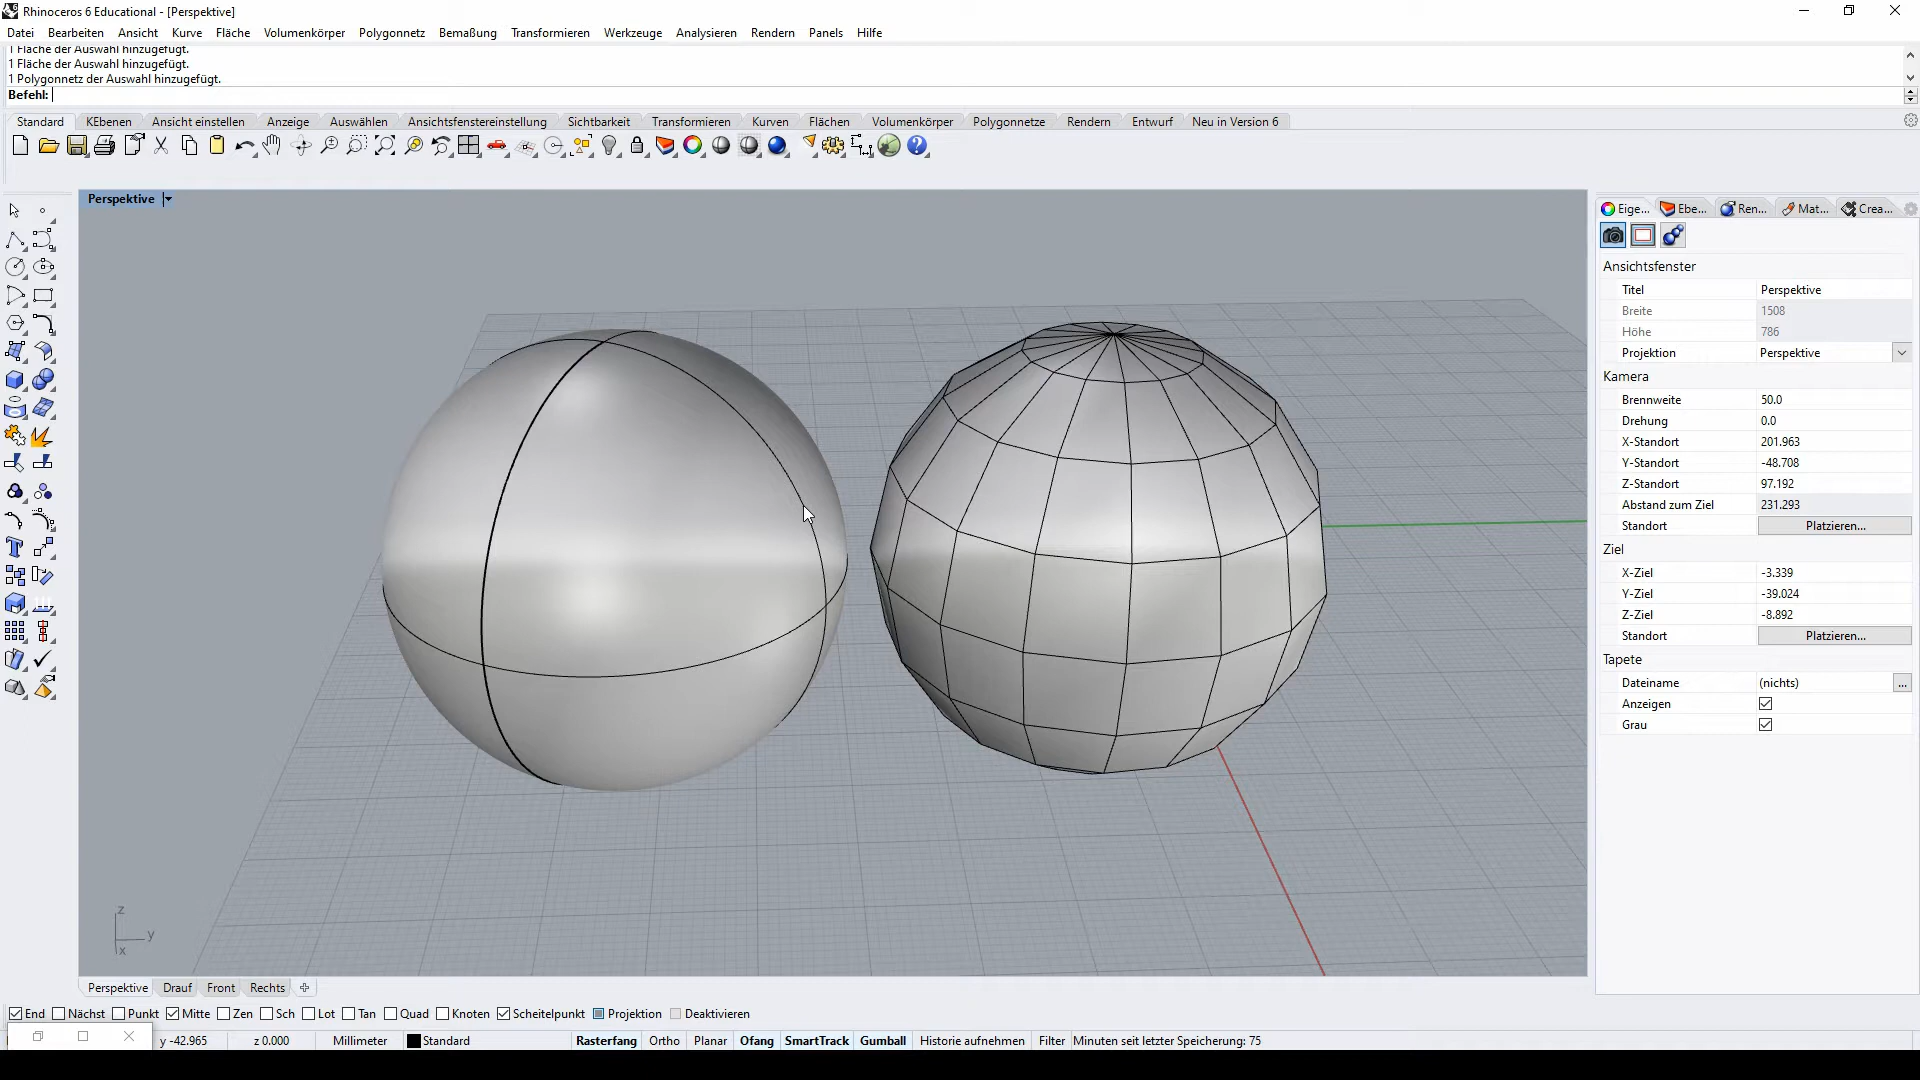 Rhinoceros 6 Educational - [Perspektive]
Datei Bearbeiten Ansicht Kurve Fläche Volumenkörper Polygonnetz Bemaßung Transformieren Werkzeuge Analysieren Rendern Panels Hilfe
1 Fläche der Auswahl hinzugefügt.
1 Fläche der Auswahl hinzugefügt.
1 Polygonnetz der Auswahl hinzugefügt.
Befehl:
Standard KEbenen Ansicht einstellen Anzeige Auswählen Ansichtsfenstereinstellung Sichtbarkeit Transformieren Kurven Flächen Volumenkörper Polygonnetze Rendern Entwurf Neu in Version 6
Perspektive
Eige... Ebe... Ren... Mat... Crea...
Ansichtsfenster
Titel Perspektive
Breite 1508
Höhe 786
Projektion Perspektive
Kamera
Brennweite 50.0
Drehung 0.0
X-Standort 201.963
Y-Standort -48.708
Z-Standort 97.192
Abstand zum Ziel 231.293
Standort Platzieren...
Ziel
X-Ziel -3.339
Y-Ziel -39.024
Z-Ziel -8.892
Standort Platzieren...
Tapete
Dateiname (nichts) ...
Anzeigen
Grau
z
y
x
Perspektive Drauf Front Rechts
End Nächst Punkt Mitte Zen Sch Lot Tan Quad Knoten Scheitelpunkt Projektion Deaktivieren
y -42.965 z 0.000 Millimeter Standard Rasterfang Ortho Planar Ofang SmartTrack Gumball Historie aufnehmen Filter Minuten seit letzter Speicherung: 75